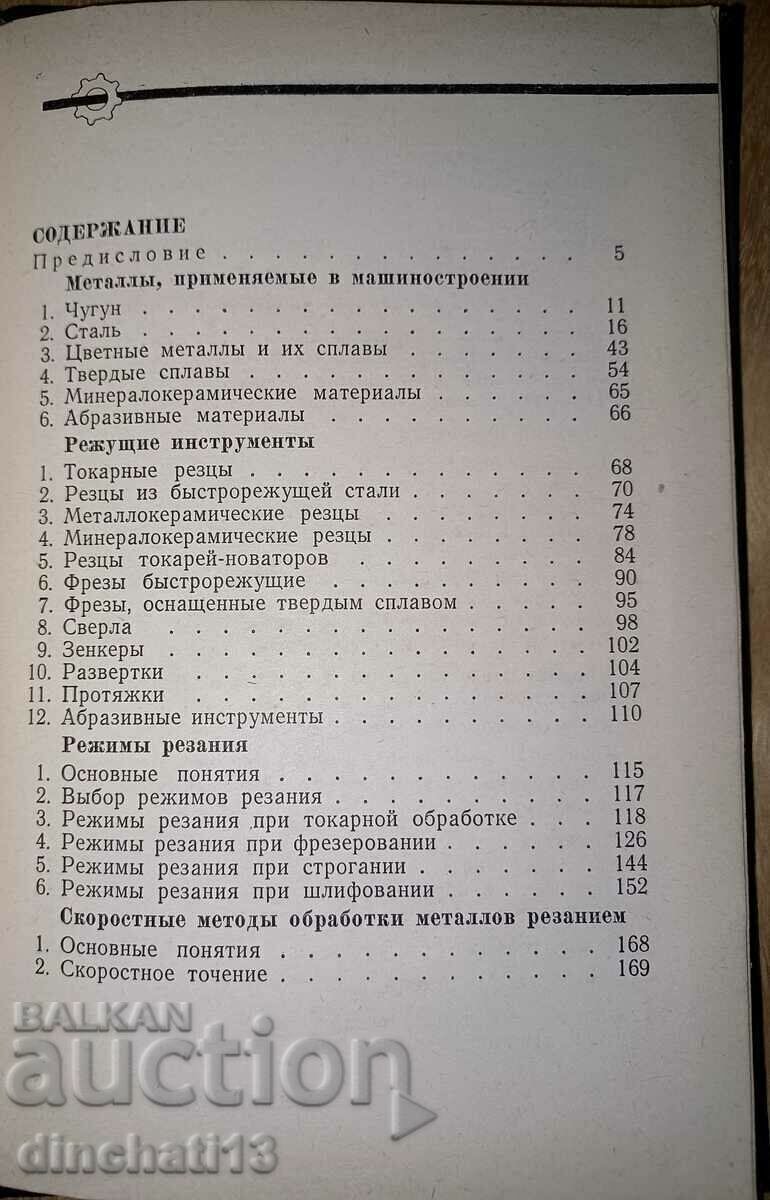 СОДЕРЖАНИЕ
Предисловие . . . . . . . . . . . . . . 5
Металлы, применяемые в машиностроении
1. Чугун . . . . . . . . . . . . . . . . . 11
2. Сталь . . . . . . . . . . . . . . . . . 16
3. Цветные металлы и их сплавы . . . . . . . 43
4. Твердые сплавы . . . . . . . . . . . . . 54
5. Минералокерамические материалы . . . . . . 65
6. Абразивные материалы . . . . . . . . . . 66
Режущие инструменты
1. Токарные резцы . . . . . . . . . . . . . 68
2. Резцы из быстрорежущей стали . . . . . . . 70
3. Металлокерамические резцы . . . . . . . . 74
4. Минералокерамические резцы . . . . . . . . 78
5. Резцы токарей-новаторов . . . . . . . . . 84
6. Фрезы быстрорежущие . . . . . . . . . . 90
7. Фрезы, оснащенные твердым сплавом . . . . . 95
8. Сверла . . . . . . . . . . . . . . . . 98
9. Зенкеры . . . . . . . . . . . . . . . . 102
10. Развертки . . . . . . . . . . . . . . . 104
11. Протяжки . . . . . . . . . . . . . . . 107
12. Абразивные инструменты . . . . . . . . . . 110
Режимы резания
1. Основные понятия . . . . . . . . . . . . 115
2. Выбор режимов резания . . . . . . . . . . 117
3. Режимы резания при токарной обработке . . . 118
4. Режимы резания при фрезеровании . . . . . . 126
5. Режимы резания при строгании . . . . . . . 144
6. Режимы резания при шлифовании . . . . . . 152
Скоростные методы обработки металлов резанием
1. Основные понятия . . . . . . . . . . . . 168
2. Скоростное точение . . . . . . . . . . . . 169
BALKAN
auction
dinchati13